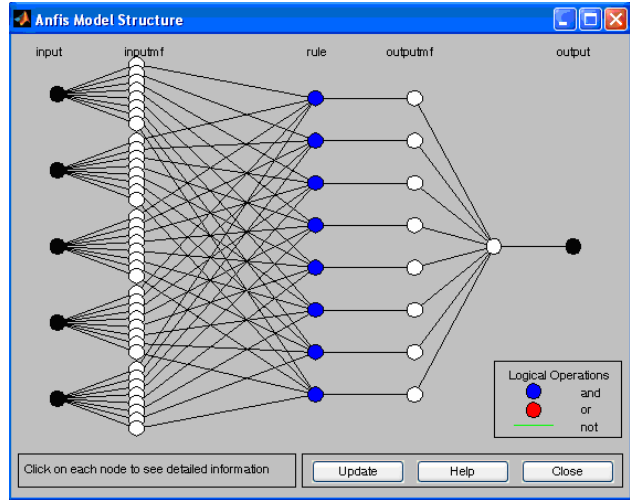 Anfis Model Structure
input inputmf rule outputmf output
Logical Operations
and
or
not
Click on each node to see detailed information
Update Help Close